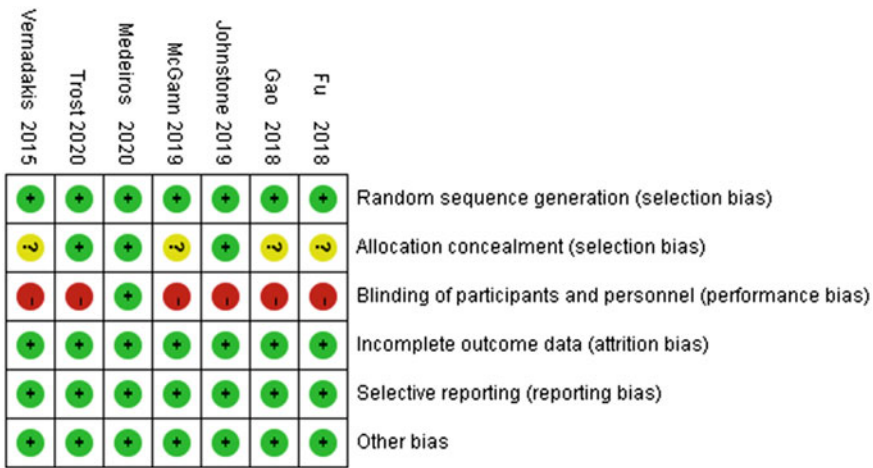 Vernadakis 2015
Trost 2020
Medeiros 2020
McGann 2019
Johnstone 2019
Gao 2018
Fu 2018
+ + + + + + + Random sequence generation (selection bias)
? + + ? + ? ? Allocation concealment (selection bias)
- - + - - - - Blinding of participants and personnel (performance bias)
+ + + + + + + Incomplete outcome data (attrition bias)
+ + + + + + + Selective reporting (reporting bias)
+ + + + + + + Other bias